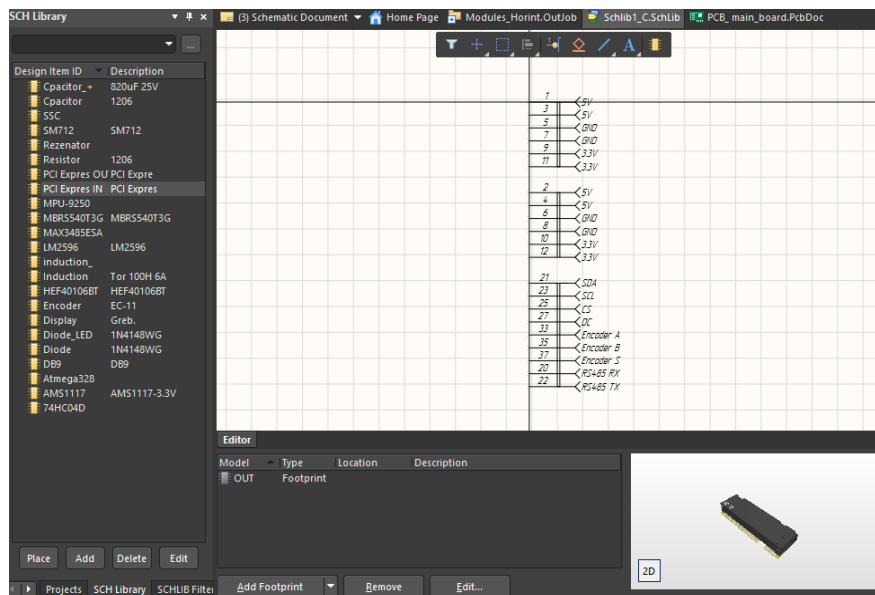 SCH Library
(3) Schematic Document Home Page Modules_Horint.OutJob Schlib1_C.SchLib PCB_main_board.PcbDoc
...
Design Item ID Description
Cpacitor_+ 820uF 25V
Cpacitor 1206
SSC
SM712 SM712
Rezenator
Resistor 1206
PCI Expres OU PCI Expre
PCI Expres IN PCI Expres
MPU-9250
MBRS540T3G MBRS540T3G
MAX3485ESA
LM2596 LM2596
induction_
Induction Tor 100H 6A
HEF40106BT HEF40106BT
Encoder EC-11
Display Greb.
Diode_LED 1N4148WG
Diode 1N4148WG
DB9 DB9
Atmega328
AMS1117 AMS1117-3.3V
74HC04D
Place Add Delete Edit
Projects SCH Library SCHLIB Filter
A
1 5V
3 5V
5 GND
7 GND
9 3.3V
11 3.3V
2 5V
4 5V
6 GND
8 GND
10 3.3V
12 3.3V
21 SDA
23 SCL
25 CS
27 DC
33 Encoder A
35 Encoder B
37 Encoder S
20 RS485 RX
22 RS485 TX
Editor
Model Type Location Description
OUT Footprint
2D
Add Footprint Remove Edit...